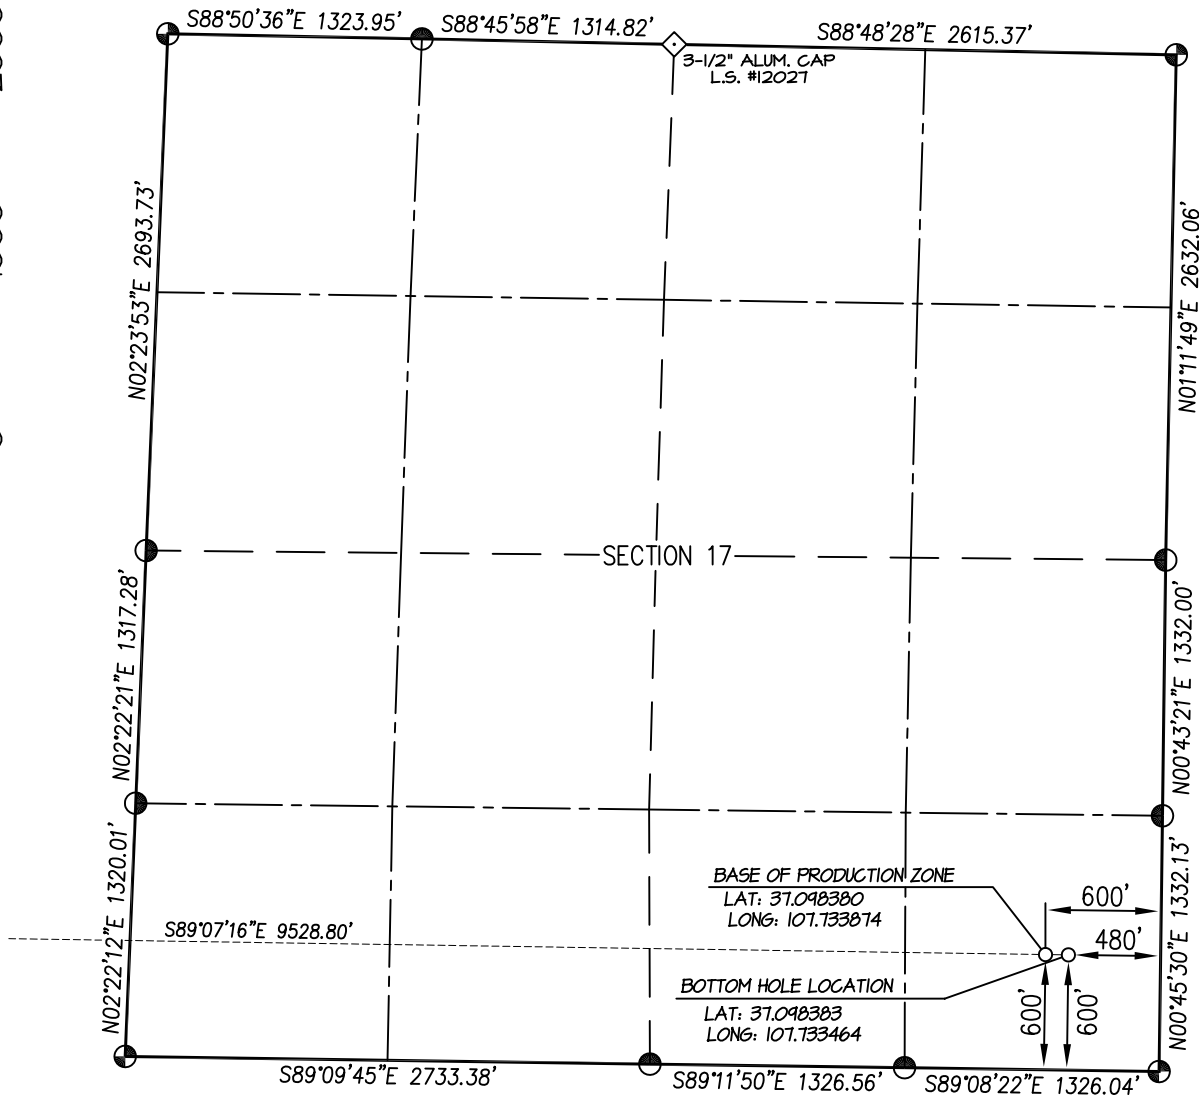 S88°50'36"E 1323.95'
S88°45'58"E 1314.82'
S88°48'28"E 2615.37'
3-1/2" ALUM. CAP
L.S. #12027
N02°23'53"E 2693.73'
N01°11'49"E 2632.06'
SECTION 17
N02°22'21"E 1317.28'
N00°43'21"E 1332.00'
BASE OF PRODUCTION ZONE
LAT: 37.098380
LONG: 107.733874
600'
480'
S89°07'16"E 9528.80'
N02°22'12"E 1320.01'
BOTTOM HOLE LOCATION
LAT: 37.098383
LONG: 107.733464
600'
600'
N00°45'30"E 1332.13'
S89°09'45"E 2733.38'
S89°11'50"E 1326.56'
S89°08'22"E 1326.04'